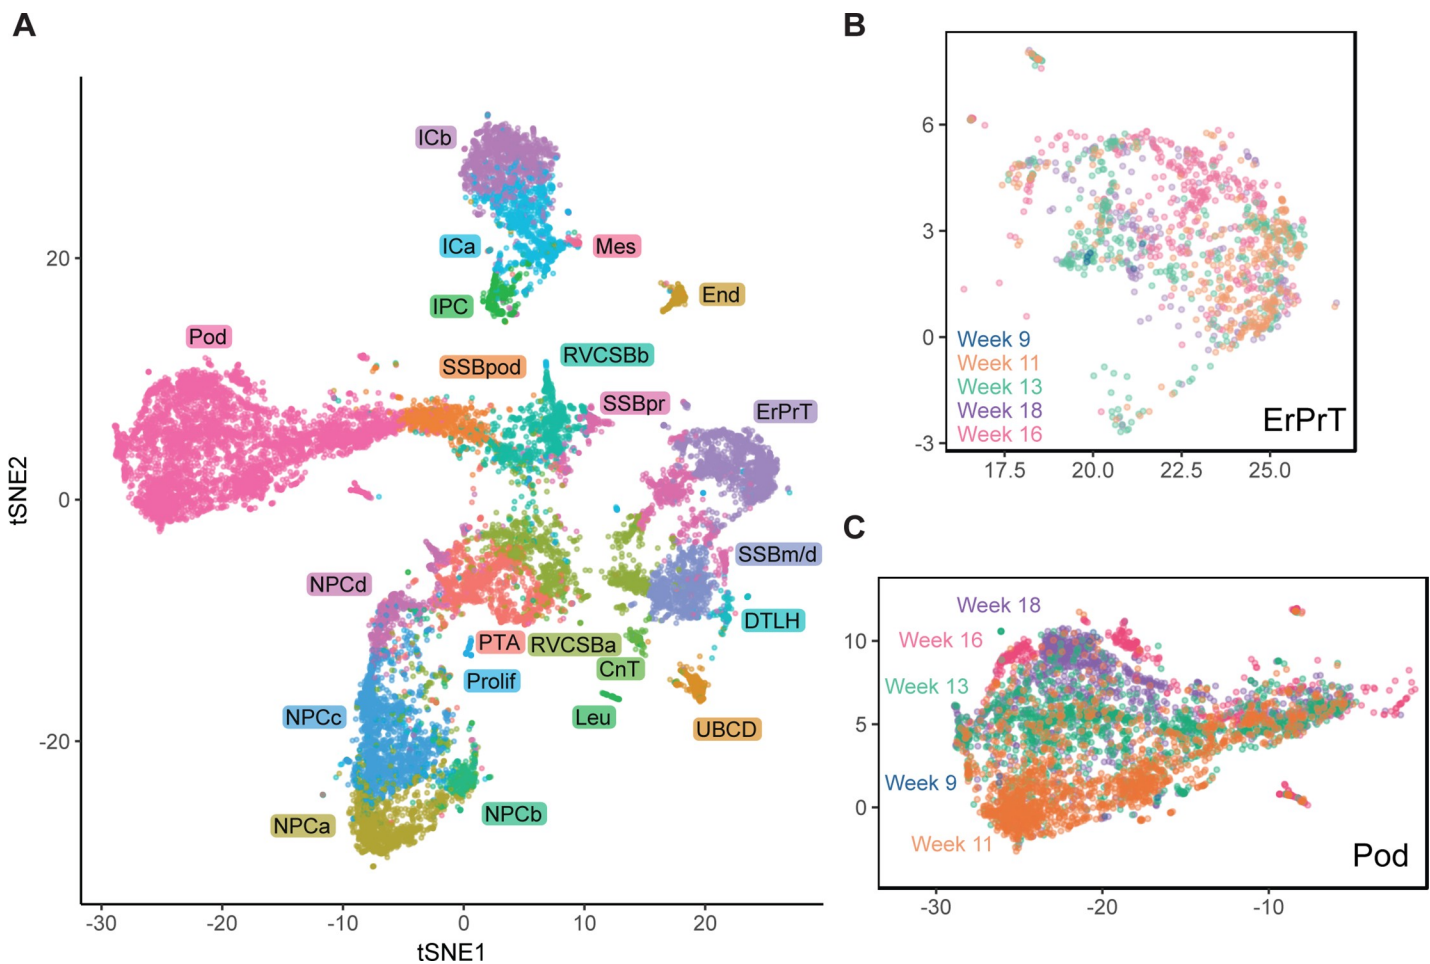 A
tSNE2
20
0
-20
-30
-20
-10
0
10
20
tSNE1
ICb
ICa
Mes
IPC
End
Pod
SSBpod
RVCSBb
SSBpr
ErPrT
NPCd
SSBm/d
PTA
RVCSBa
DTLH
CnT
Prolif
NPCc
Leu
UBCD
NPCb
NPCa
B
6
3
0
-3
17.5
20.0
22.5
25.0
Week 9
Week 11
Week 13
Week 18
Week 16
ErPrT
C
10
5
0
-30
-20
-10
Week 18
Week 16
Week 13
Week 9
Week 11
Pod